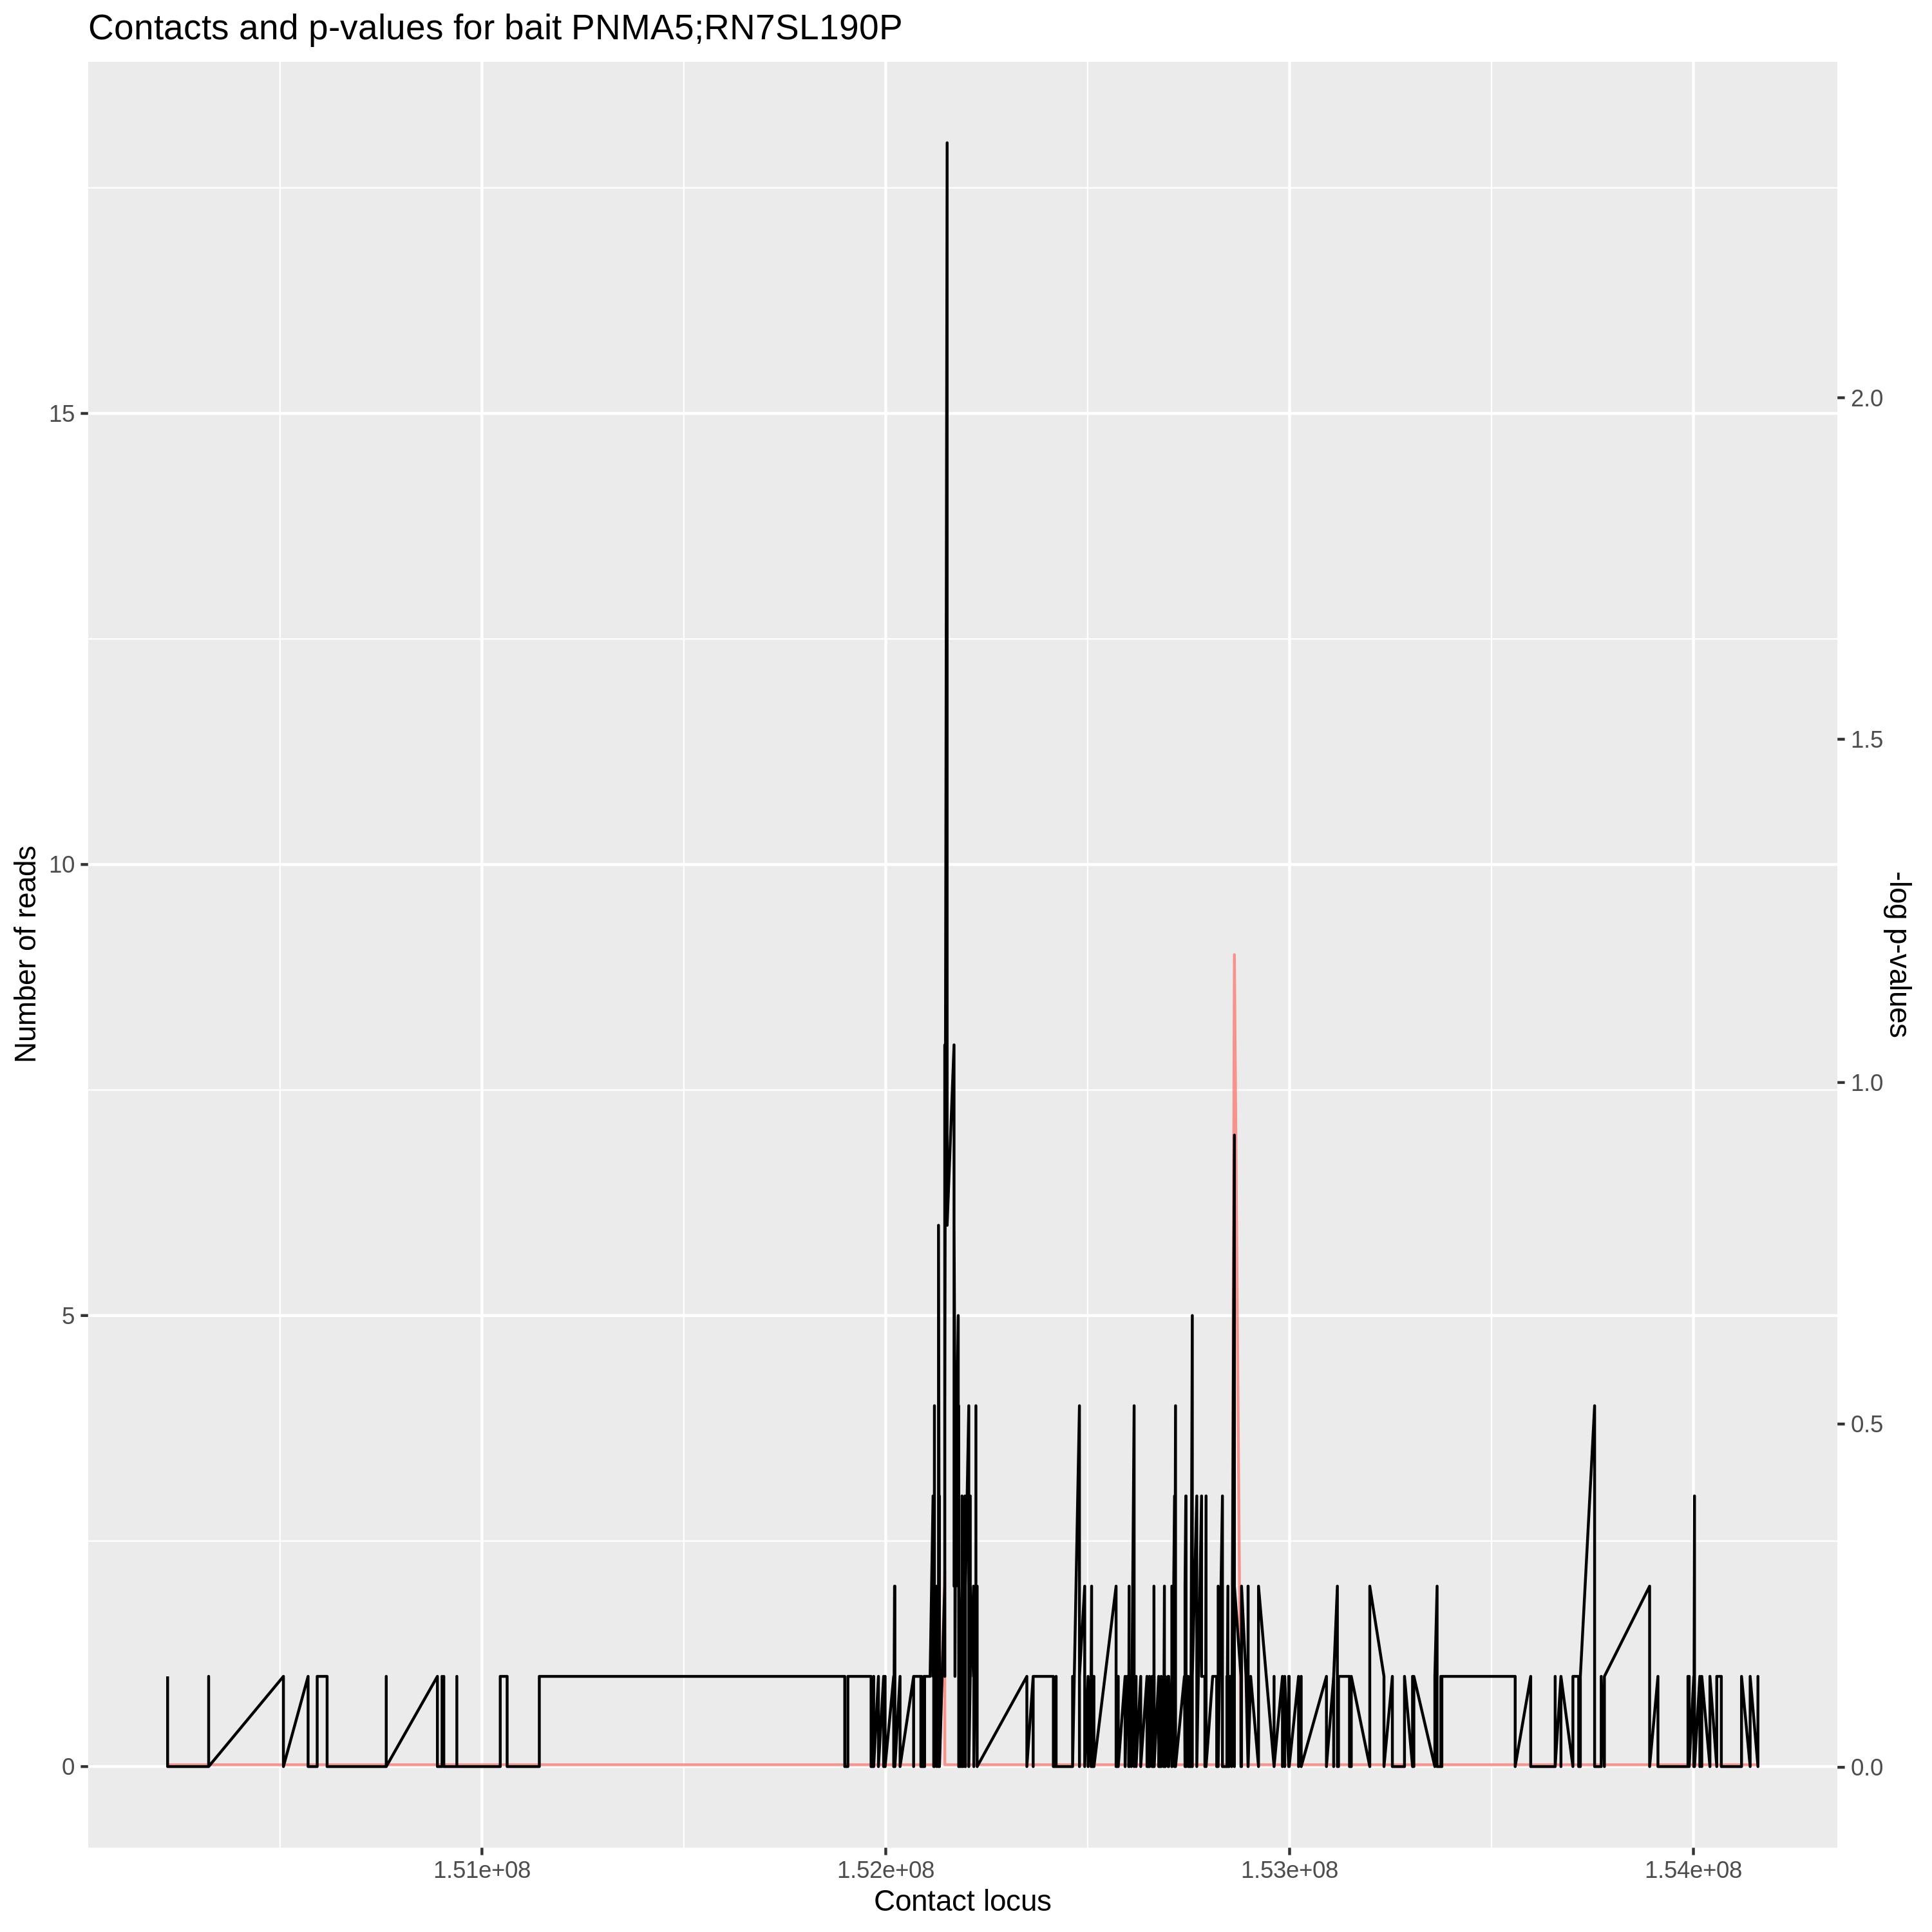 Contacts and p-values for bait PNMA5;RN7SL190P
Number of reads
15
10
5
0
2.0
1.5
1.0
0.5
0.0
-log p-values
1.51e+08
1.52e+08
1.53e+08
1.54e+08
Contact locus